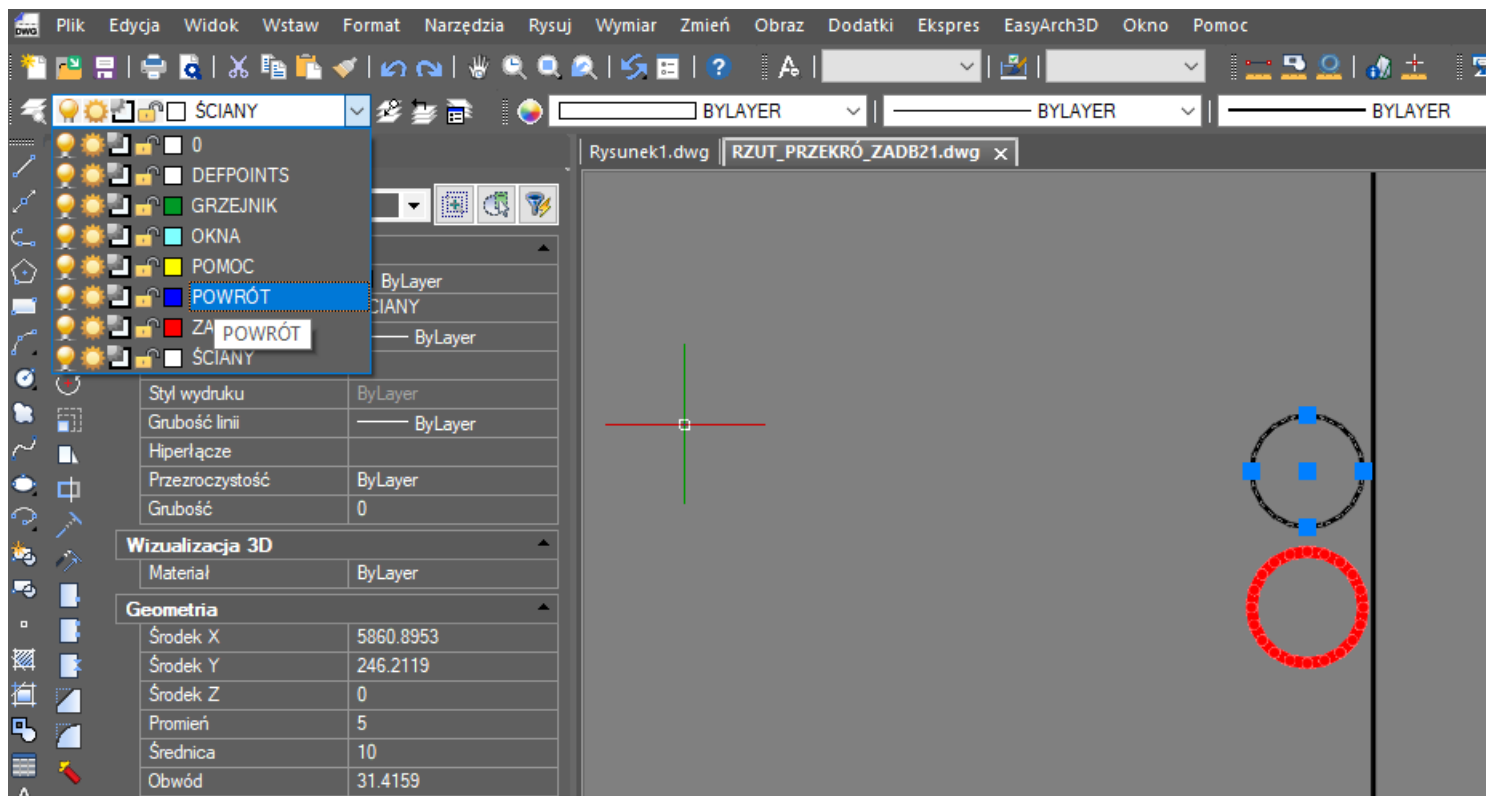 DWG Plik Edycja Widok Wstaw Format Narzędzia Rysuj Wymiar Zmień Obraz Dodatki Ekspres EasyArch3D Okno Pomoc
ŚCIANY BYLAYER BYLAYER BYLAYER
0
DEFPOINTS
GRZEJNIK
OKNA
POMOC
POWRÓT
ZA
POWRÓT
ŚCIANY
Rysunek1.dwg RZUT_PRZEKRÓ_ZADB21.dwg x
ByLayer
CIANY
ByLayer
Styl wydruku ByLayer
Grubość linii ByLayer
Hiperłącze
Przezroczystość ByLayer
Grubość 0
Wizualizacja 3D
Materiał ByLayer
Geometria
Środek X 5860.8953
Środek Y 246.2119
Środek Z 0
Promień 5
Średnica 10
Obwód 31.4159